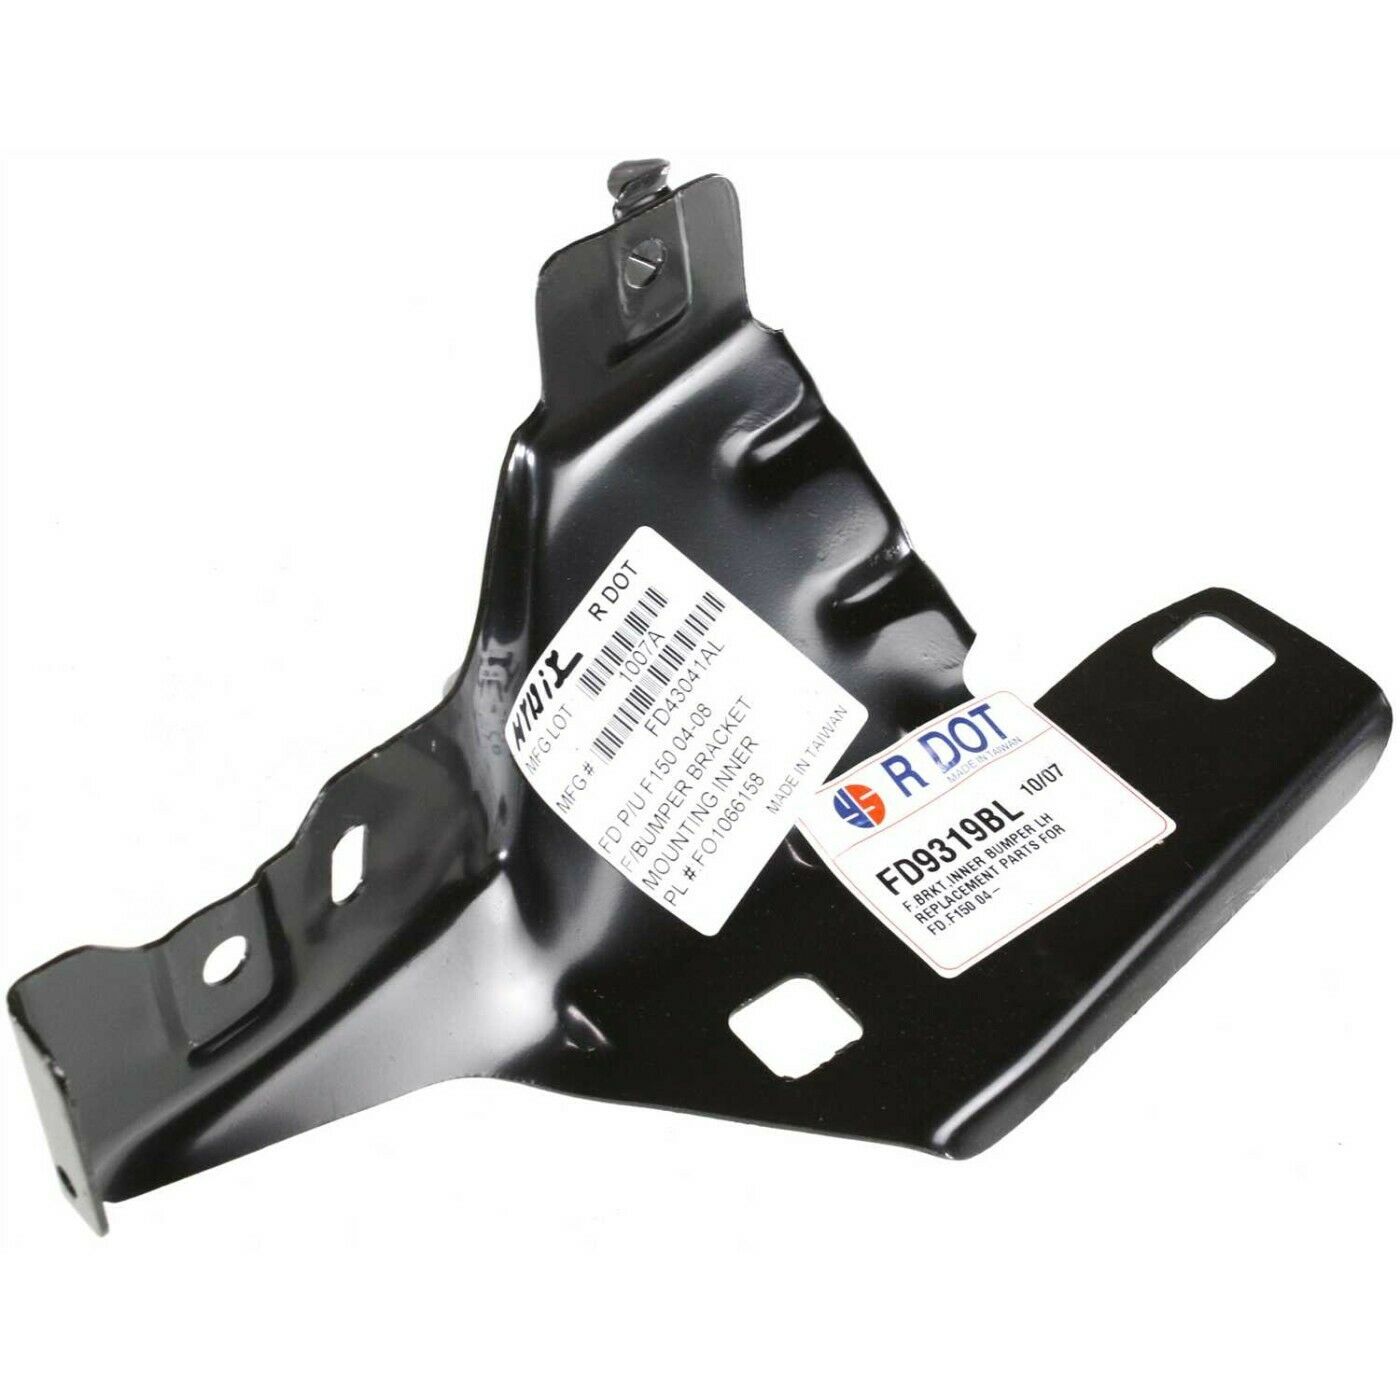 R DOT
MFG LOT
1007A
MFG #
FD43041AL
FD P/U F150 04-08
F/BUMPER BRACKET
MOUNTING INNER
PL #:FO1066158
MADE IN TAIWAN
R DOT
MADE IN TAIWAN
FD9319BL 10/07
F.BRKT.INNER BUMPER LH
REPLACEMENT PARTS FOR
FD.F150 04-